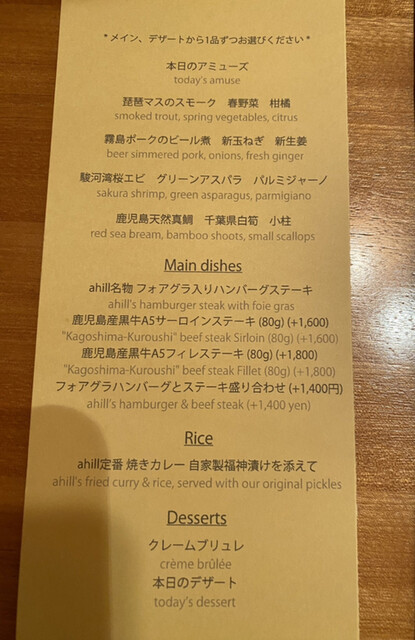 * メイン、デザートから1品ずつお選びください *
本日のアミューズ
today's amuse
琵琶マスのスモーク 春野菜 柑橘
smoked trout, spring vegetables, citrus
霧島ポークのビール煮 新玉ねぎ 新生姜
beer simmered pork, onions, fresh ginger
駿河湾桜エビ グリーンアスパラ パルミジャーノ
sakura shrimp, green asparagus, parmigiano
鹿児島天然真鯛 千葉県白筍 小柱
red sea bream, bamboo shoots, small scallops
Main dishes
ahill名物 フォアグラ入りハンバーグステーキ
ahill's hamburger steak with foie gras
鹿児島産黒牛A5サーロインステーキ (80g) (+1,600)
"Kagoshima-Kuroushi" beef steak Sirloin (80g) (+1,600)
鹿児島産黒牛A5フィレステーキ (80g) (+1,800)
"Kagoshima-Kuroushi" beef steak Fillet (80g) (+1,800)
フォアグラハンバーグとステーキ盛り合わせ (+1,400円)
ahill's hamburger & beef steak (+1,400 yen)
Rice
ahill定番 焼きカレー 自家製福神漬けを添えて
ahill's fried curry & rice, served with our original pickles
Desserts
クレームブリュレ
crème brûlée
本日のデザート
today's dessert